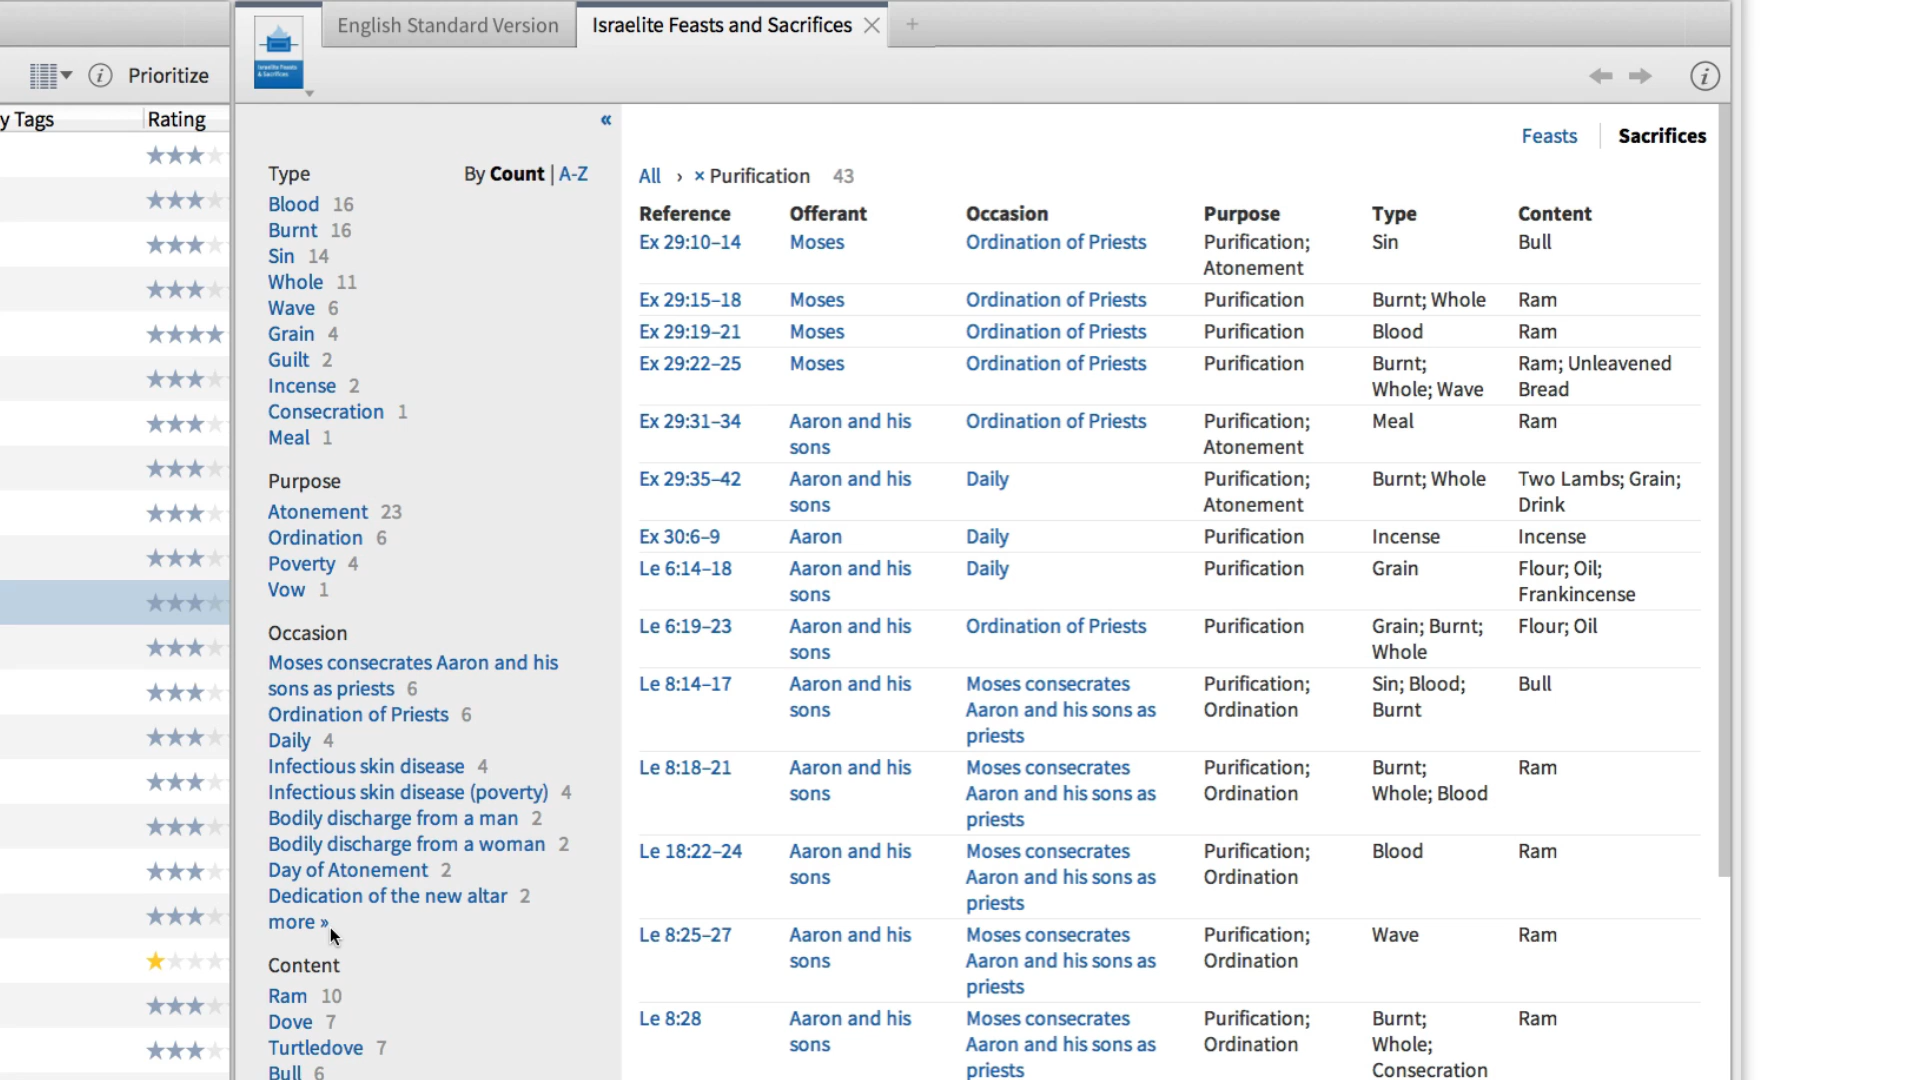 English Standard Version
Israelite Feasts and Sacrifices
Israelite Feasts
& Sacrifices
Prioritize
y Tags
Rating
«
Feasts | Sacrifices
Type By Count | A-Z
Blood 16
Burnt 16
Sin 14
Whole 11
Wave 6
Grain 4
Guilt 2
Incense 2
Consecration 1
Meal 1
Purpose
Atonement 23
Ordination 6
Poverty 4
Vow 1
Occasion
Moses consecrates Aaron and his
sons as priests 6
Ordination of Priests 6
Daily 4
Infectious skin disease 4
Infectious skin disease (poverty) 4
Bodily discharge from a man 2
Bodily discharge from a woman 2
Day of Atonement 2
Dedication of the new altar 2
more »
Content
Ram 10
Dove 7
Turtledove 7
Bull 6
All › × Purification 43
Reference Offerant Occasion Purpose Type Content
Ex 29:10–14 Moses Ordination of Priests Purification; Sin Bull
Atonement
Ex 29:15–18 Moses Ordination of Priests Purification Burnt; Whole Ram
Ex 29:19–21 Moses Ordination of Priests Purification Blood Ram
Ex 29:22–25 Moses Ordination of Priests Purification Burnt; Ram; Unleavened
Whole; Wave Bread
Ex 29:31–34 Aaron and his Ordination of Priests Purification; Meal Ram
sons Atonement
Ex 29:35–42 Aaron and his Daily Purification; Burnt; Whole Two Lambs; Grain;
sons Atonement Drink
Ex 30:6–9 Aaron Daily Purification Incense Incense
Le 6:14–18 Aaron and his Daily Purification Grain Flour; Oil;
sons Frankincense
Le 6:19–23 Aaron and his Ordination of Priests Purification Grain; Burnt; Flour; Oil
sons Whole
Le 8:14–17 Aaron and his Moses consecrates Purification; Sin; Blood; Bull
sons Aaron and his sons as Ordination Burnt
priests
Le 8:18–21 Aaron and his Moses consecrates Purification; Burnt; Ram
sons Aaron and his sons as Ordination Whole; Blood
priests
Le 18:22–24 Aaron and his Moses consecrates Purification; Blood Ram
sons Aaron and his sons as Ordination
priests
Le 8:25–27 Aaron and his Moses consecrates Purification; Wave Ram
sons Aaron and his sons as Ordination
priests
Le 8:28 Aaron and his Moses consecrates Purification; Burnt; Ram
sons Aaron and his sons as Ordination Whole;
priests Consecration